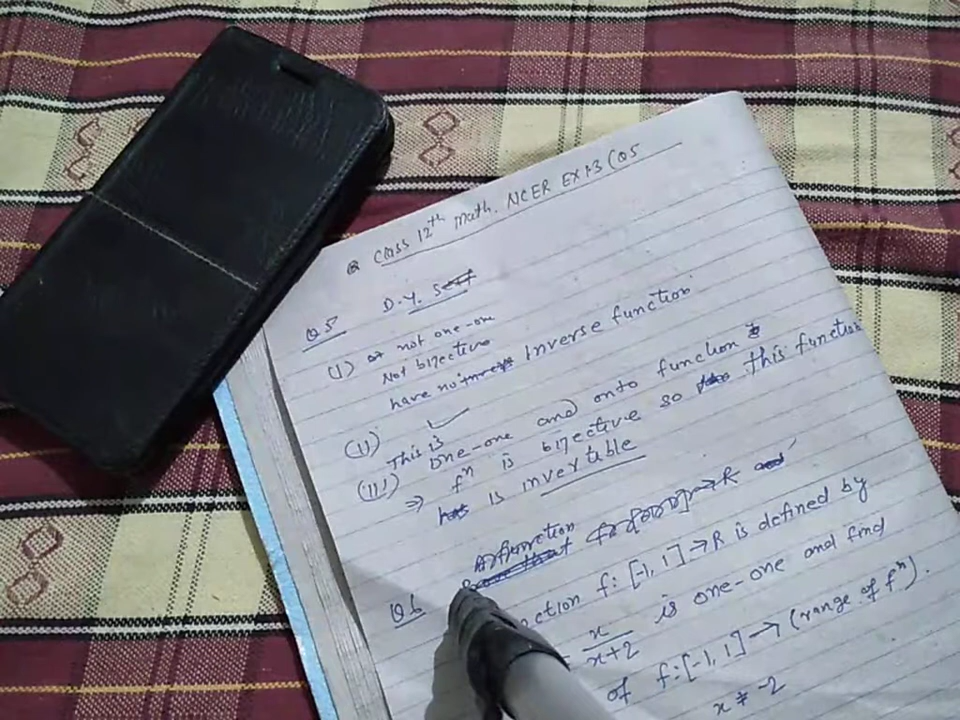 Class 12th Math. NCER EX 1.3 (Q5
Q5 D.Y. Self
(I) not one-one
Not bijective
have no Inverse function
(II) ✓
This is
(III) one-one and onto function
⇒ fⁿ is bijective so this function
is invertible
A function
Q6 ction f: [-1, 1] → R is defined by
x/x+2 is one-one and find
of f: [-1, 1] → (range of fⁿ).
x ≠ -2